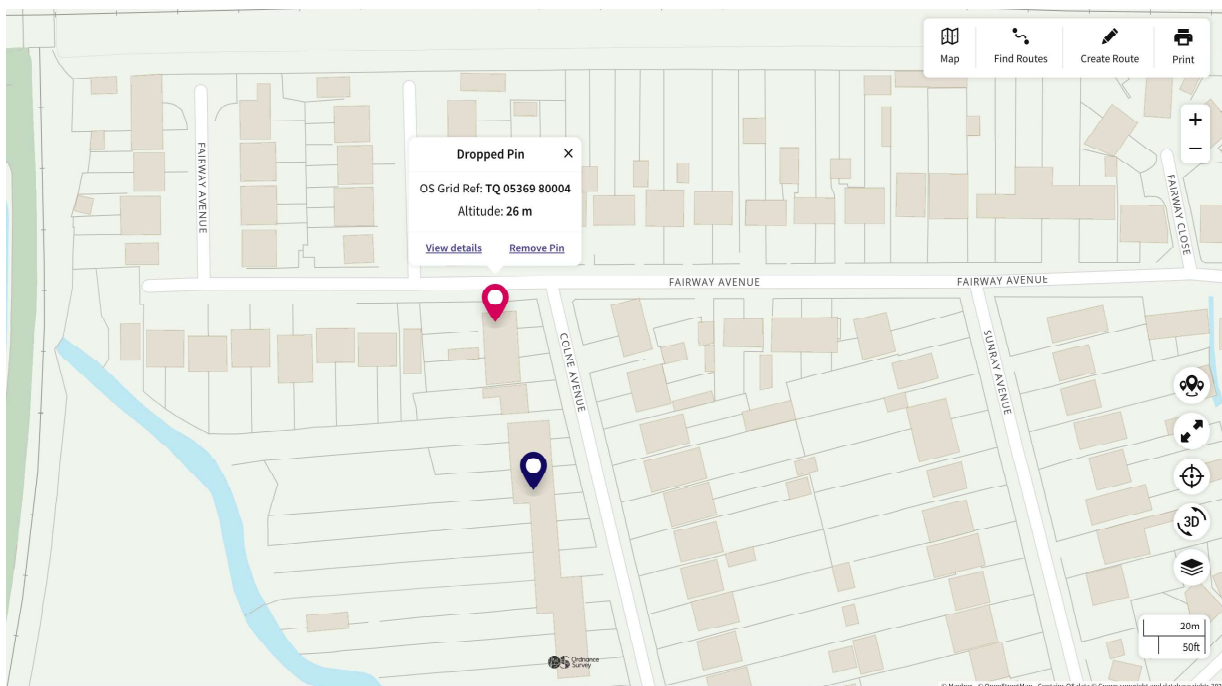 Map
Find Routes
Create Route
Print
+
–
Dropped Pin
OS Grid Ref: TQ 05369 80004
Altitude: 26 m
View details
Remove Pin
FAIRWAY AVENUE
FAIRWAY CLOSE
FAIRWAY AVENUE
FAIRWAY AVENUE
COLNE AVENUE
SUNRAY AVENUE
3D
20m
50ft
Ordnance
Survey